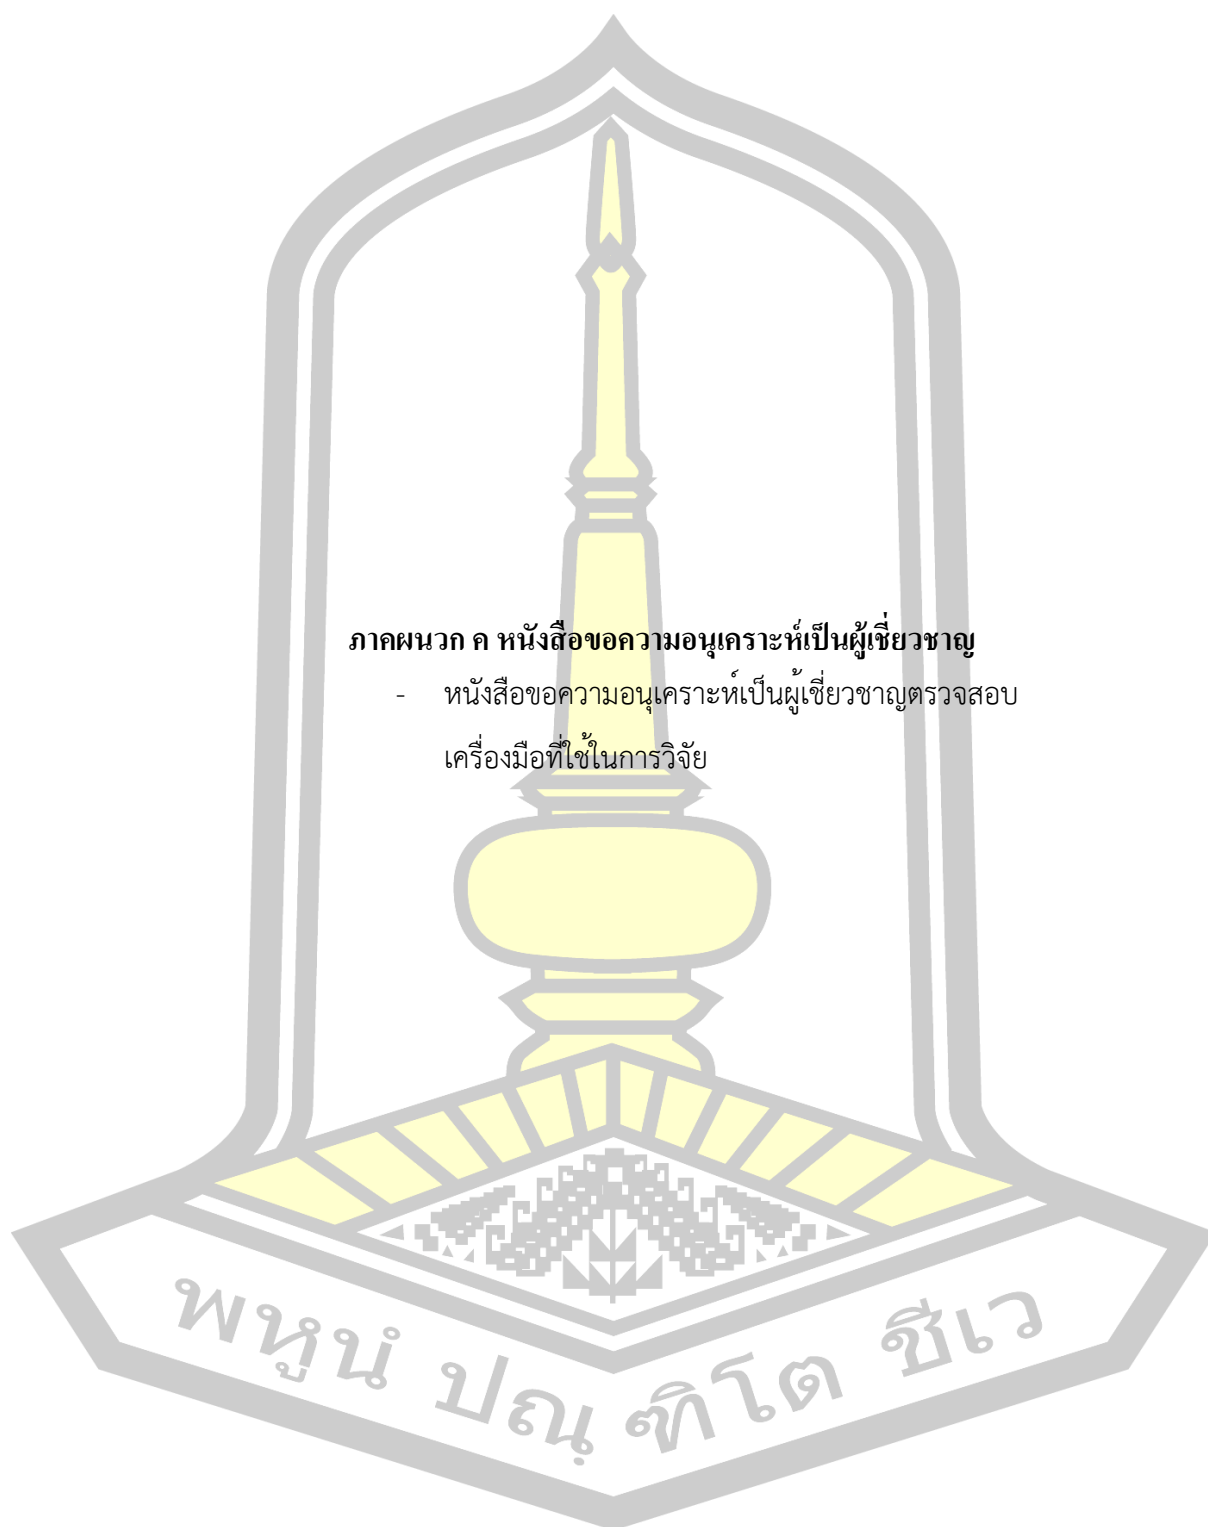 ภาคผนวก ค หนังสือขอความอนุเคราะห์เป็นผู้เชี่ยวชาญ
- หนังสือขอความอนุเคราะห์เป็นผู้เชี่ยวชาญตรวจสอบ
เครื่องมือที่ใช้ในการวิจัย
พหูนํ ปณฺฑิโต ชีเว